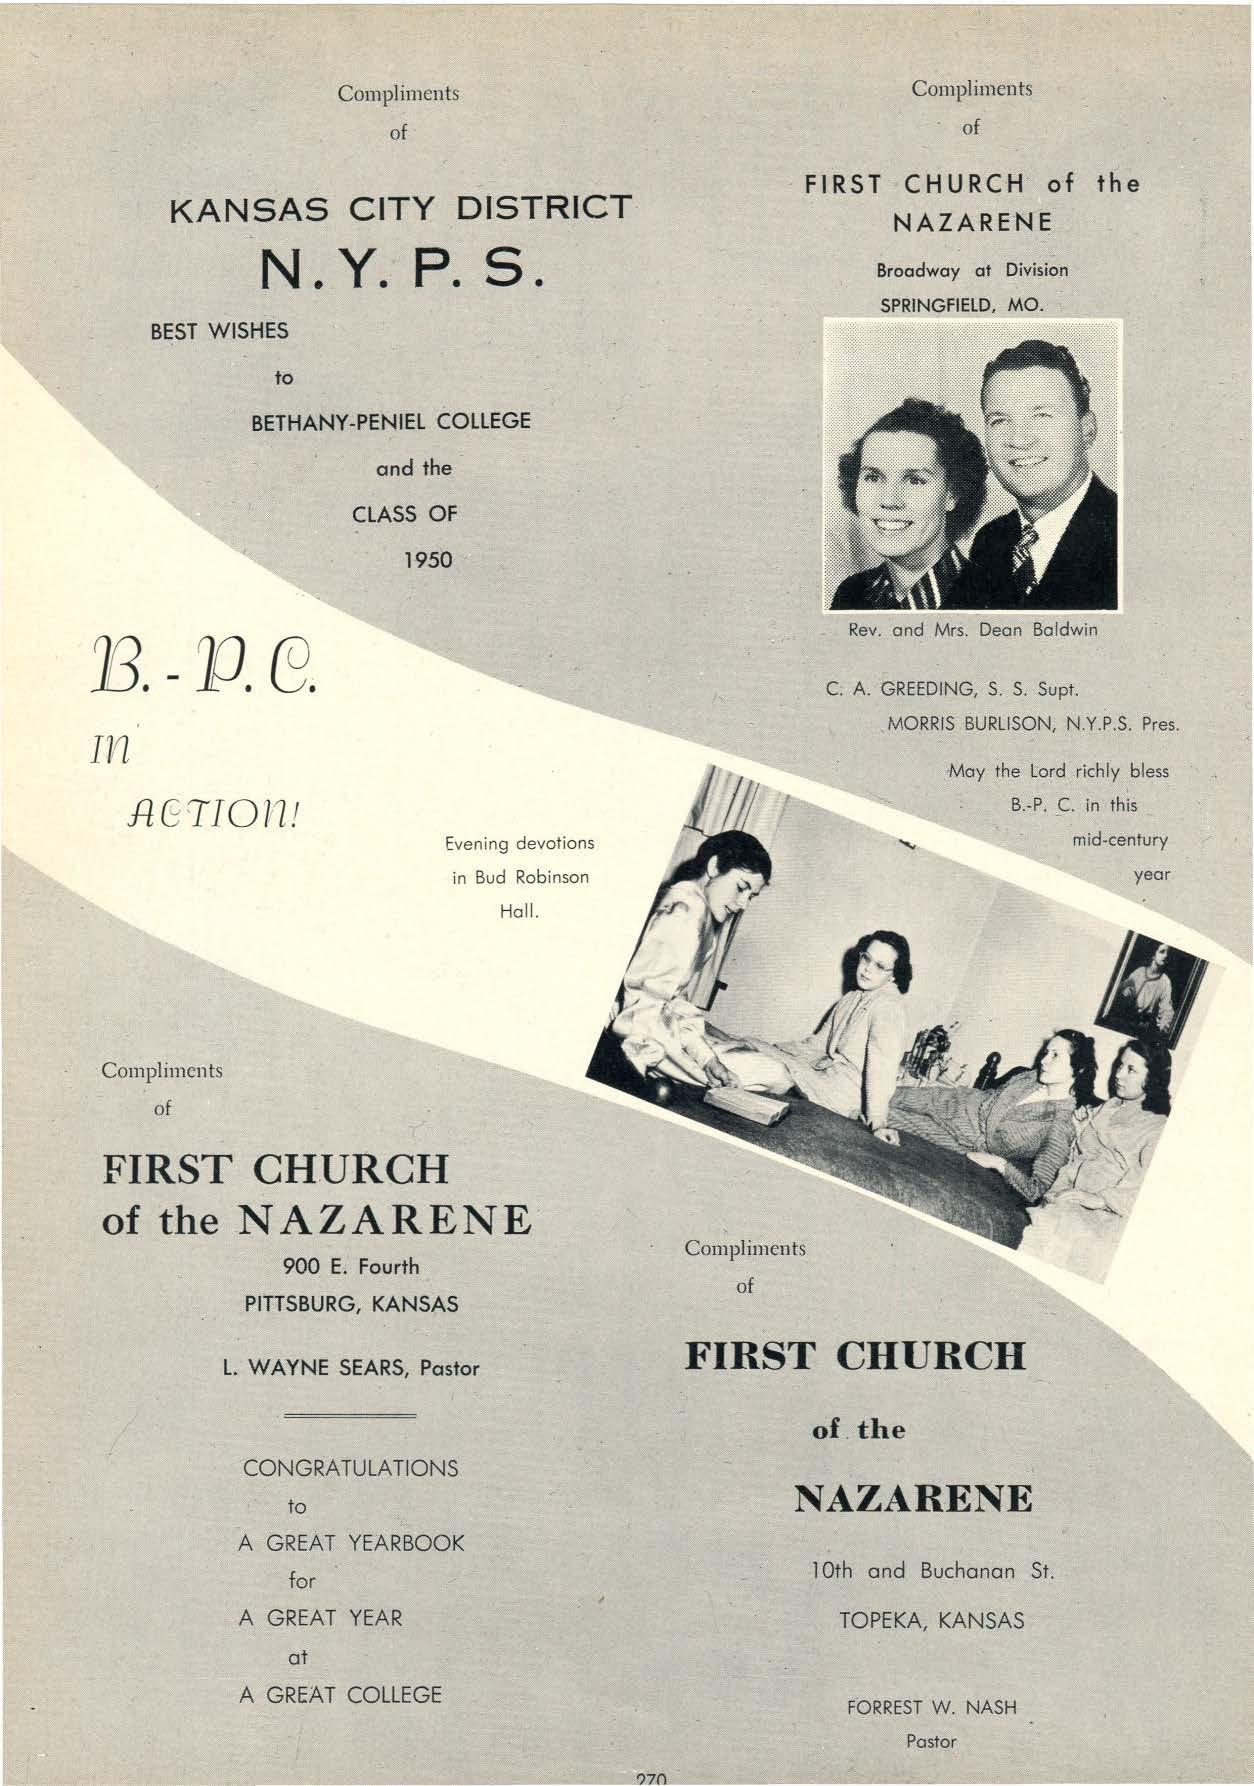 Compliments
of
KANSAS CITY DISTRICT
N. Y. P. S.
BEST WISHES
to
BETHANY-PENIEL COLLEGE
and the
CLASS OF
1950
Compliments
of
FIRST CHURCH of the
NAZARENE
Broadway at Division
SPRINGFIELD, MO.
Rev. and Mrs. Dean Baldwin
C. A. GREEDING, S. S. Supt.
MORRIS BURLISON, N.Y.P.S. Pres.
May the Lord richly bless
B.-P. C. in this
mid-century
year
B.-P. C.
IN
ACTION!
Evening devotions
in Bud Robinson
Hall.
Compliments
of
FIRST CHURCH
of the NAZARENE
900 E. Fourth
PITTSBURG, KANSAS
L. WAYNE SEARS, Pastor
CONGRATULATIONS
to
A GREAT YEARBOOK
for
A GREAT YEAR
at
A GREAT COLLEGE
Compliments
of
FIRST CHURCH
of the
NAZARENE
10th and Buchanan St.
TOPEKA, KANSAS
FORREST W. NASH
Pastor
270